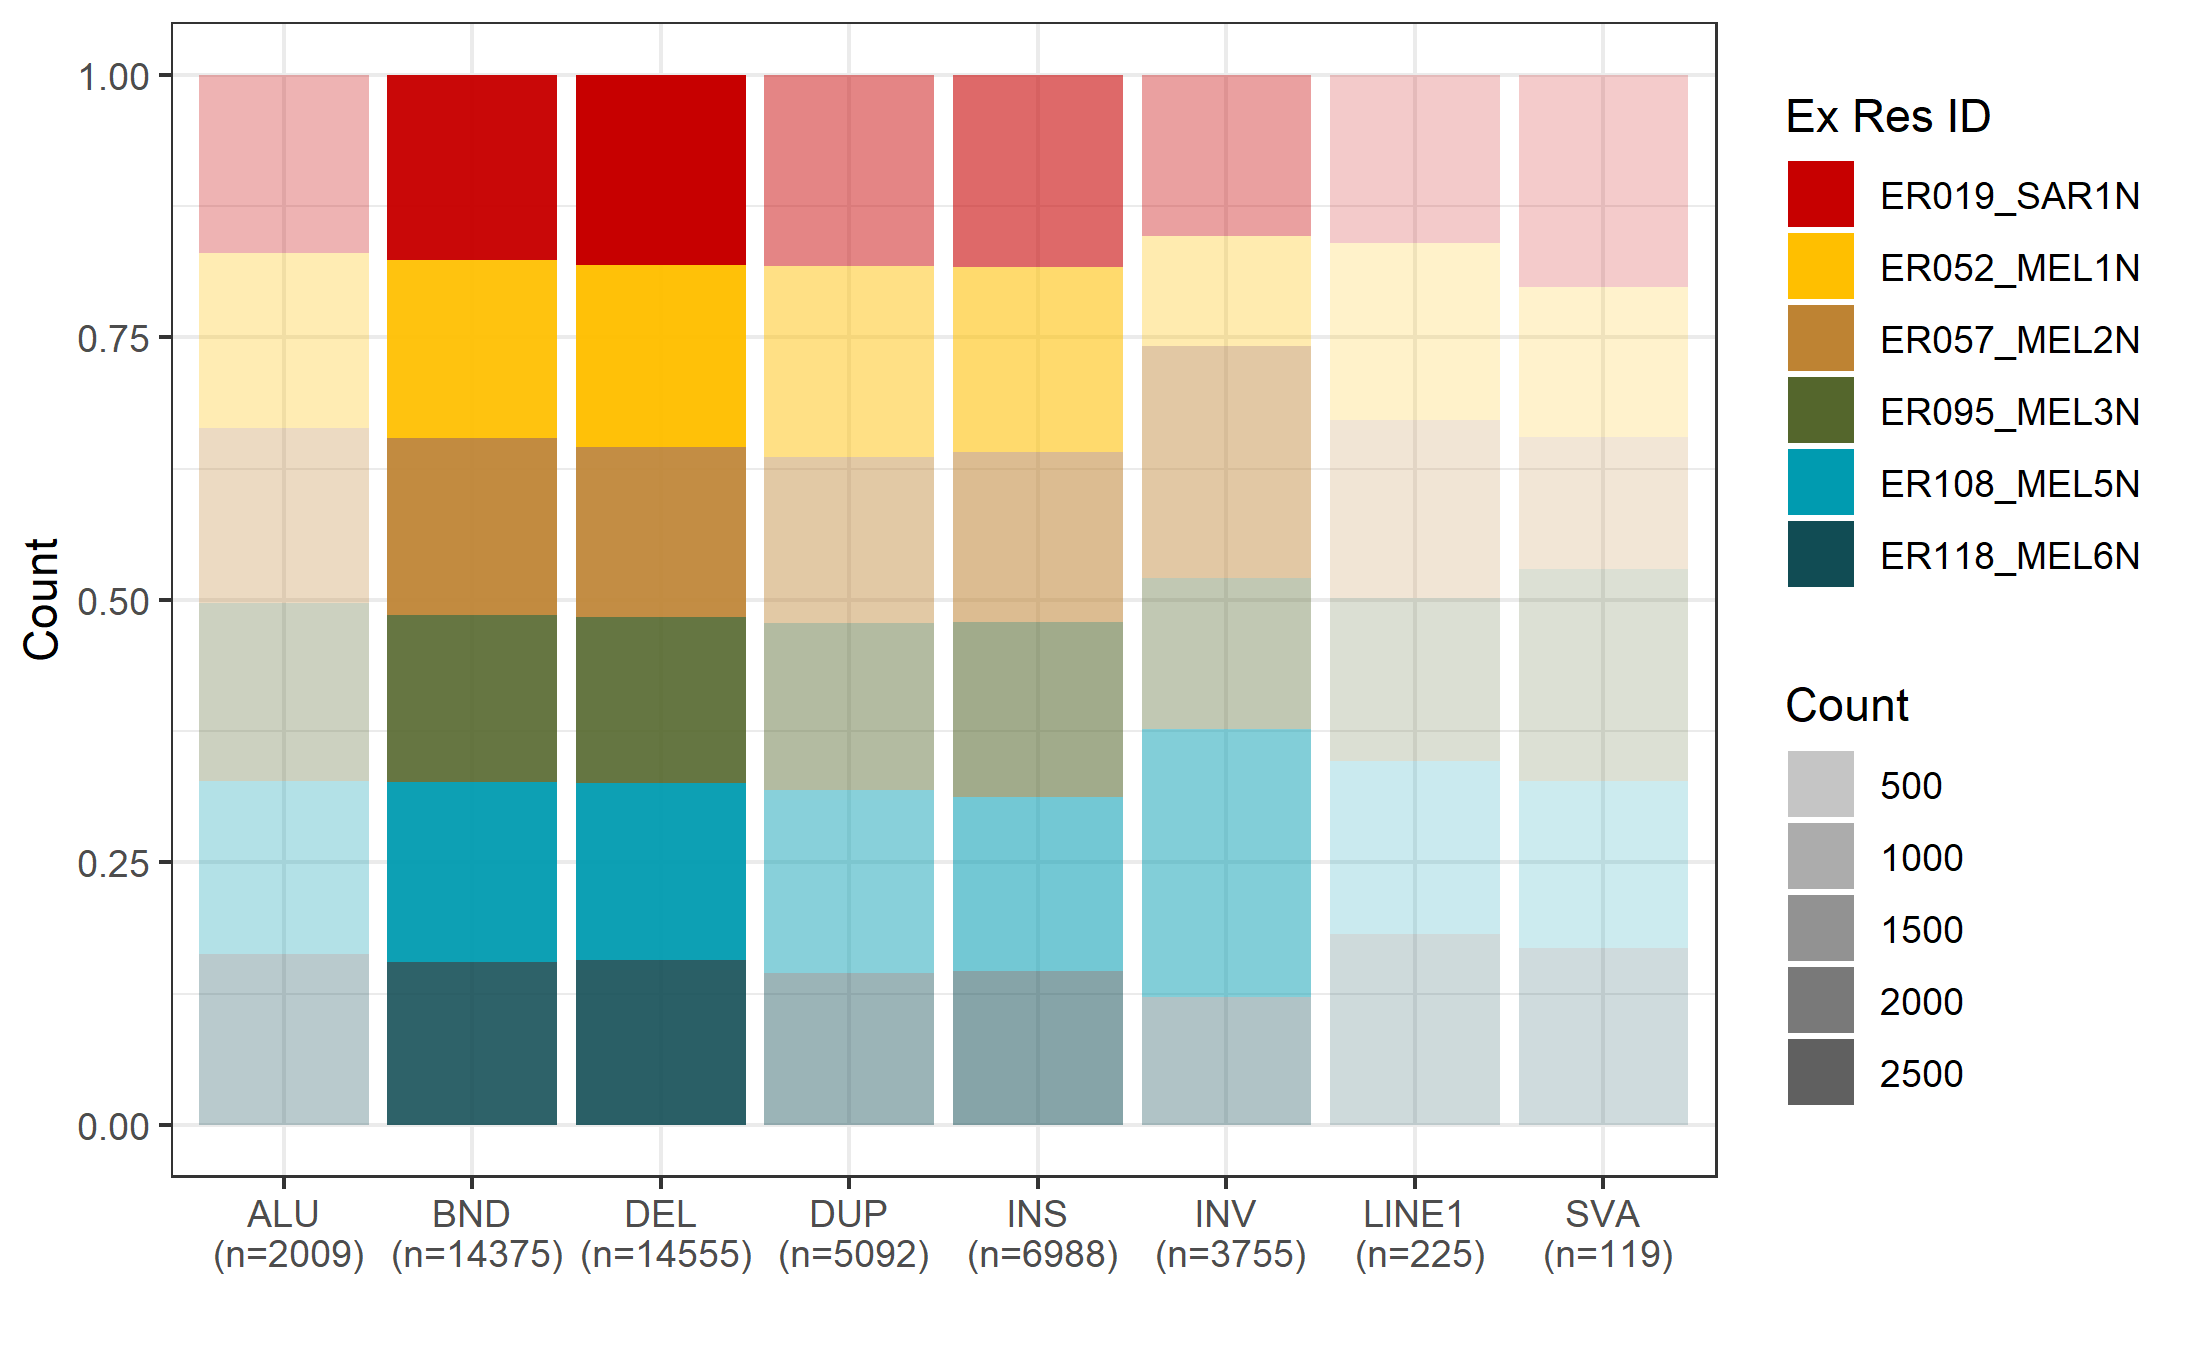 1.00
0.75
0.50
0.25
0.00
Count
ALU
(n=2009)
BND
(n=14375)
DEL
(n=14555)
DUP
(n=5092)
INS
(n=6988)
INV
(n=3755)
LINE1
(n=225)
SVA
(n=119)
Ex Res ID
ER019_SAR1N
ER052_MEL1N
ER057_MEL2N
ER095_MEL3N
ER108_MEL5N
ER118_MEL6N
Count
500
1000
1500
2000
2500